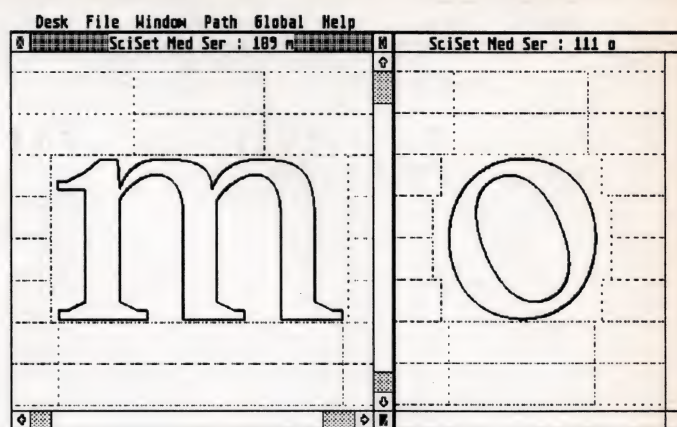 Desk File Window Path Global Help
SciSet Med Ser : 109 m
SciSet Med Ser : 111 o
m
o